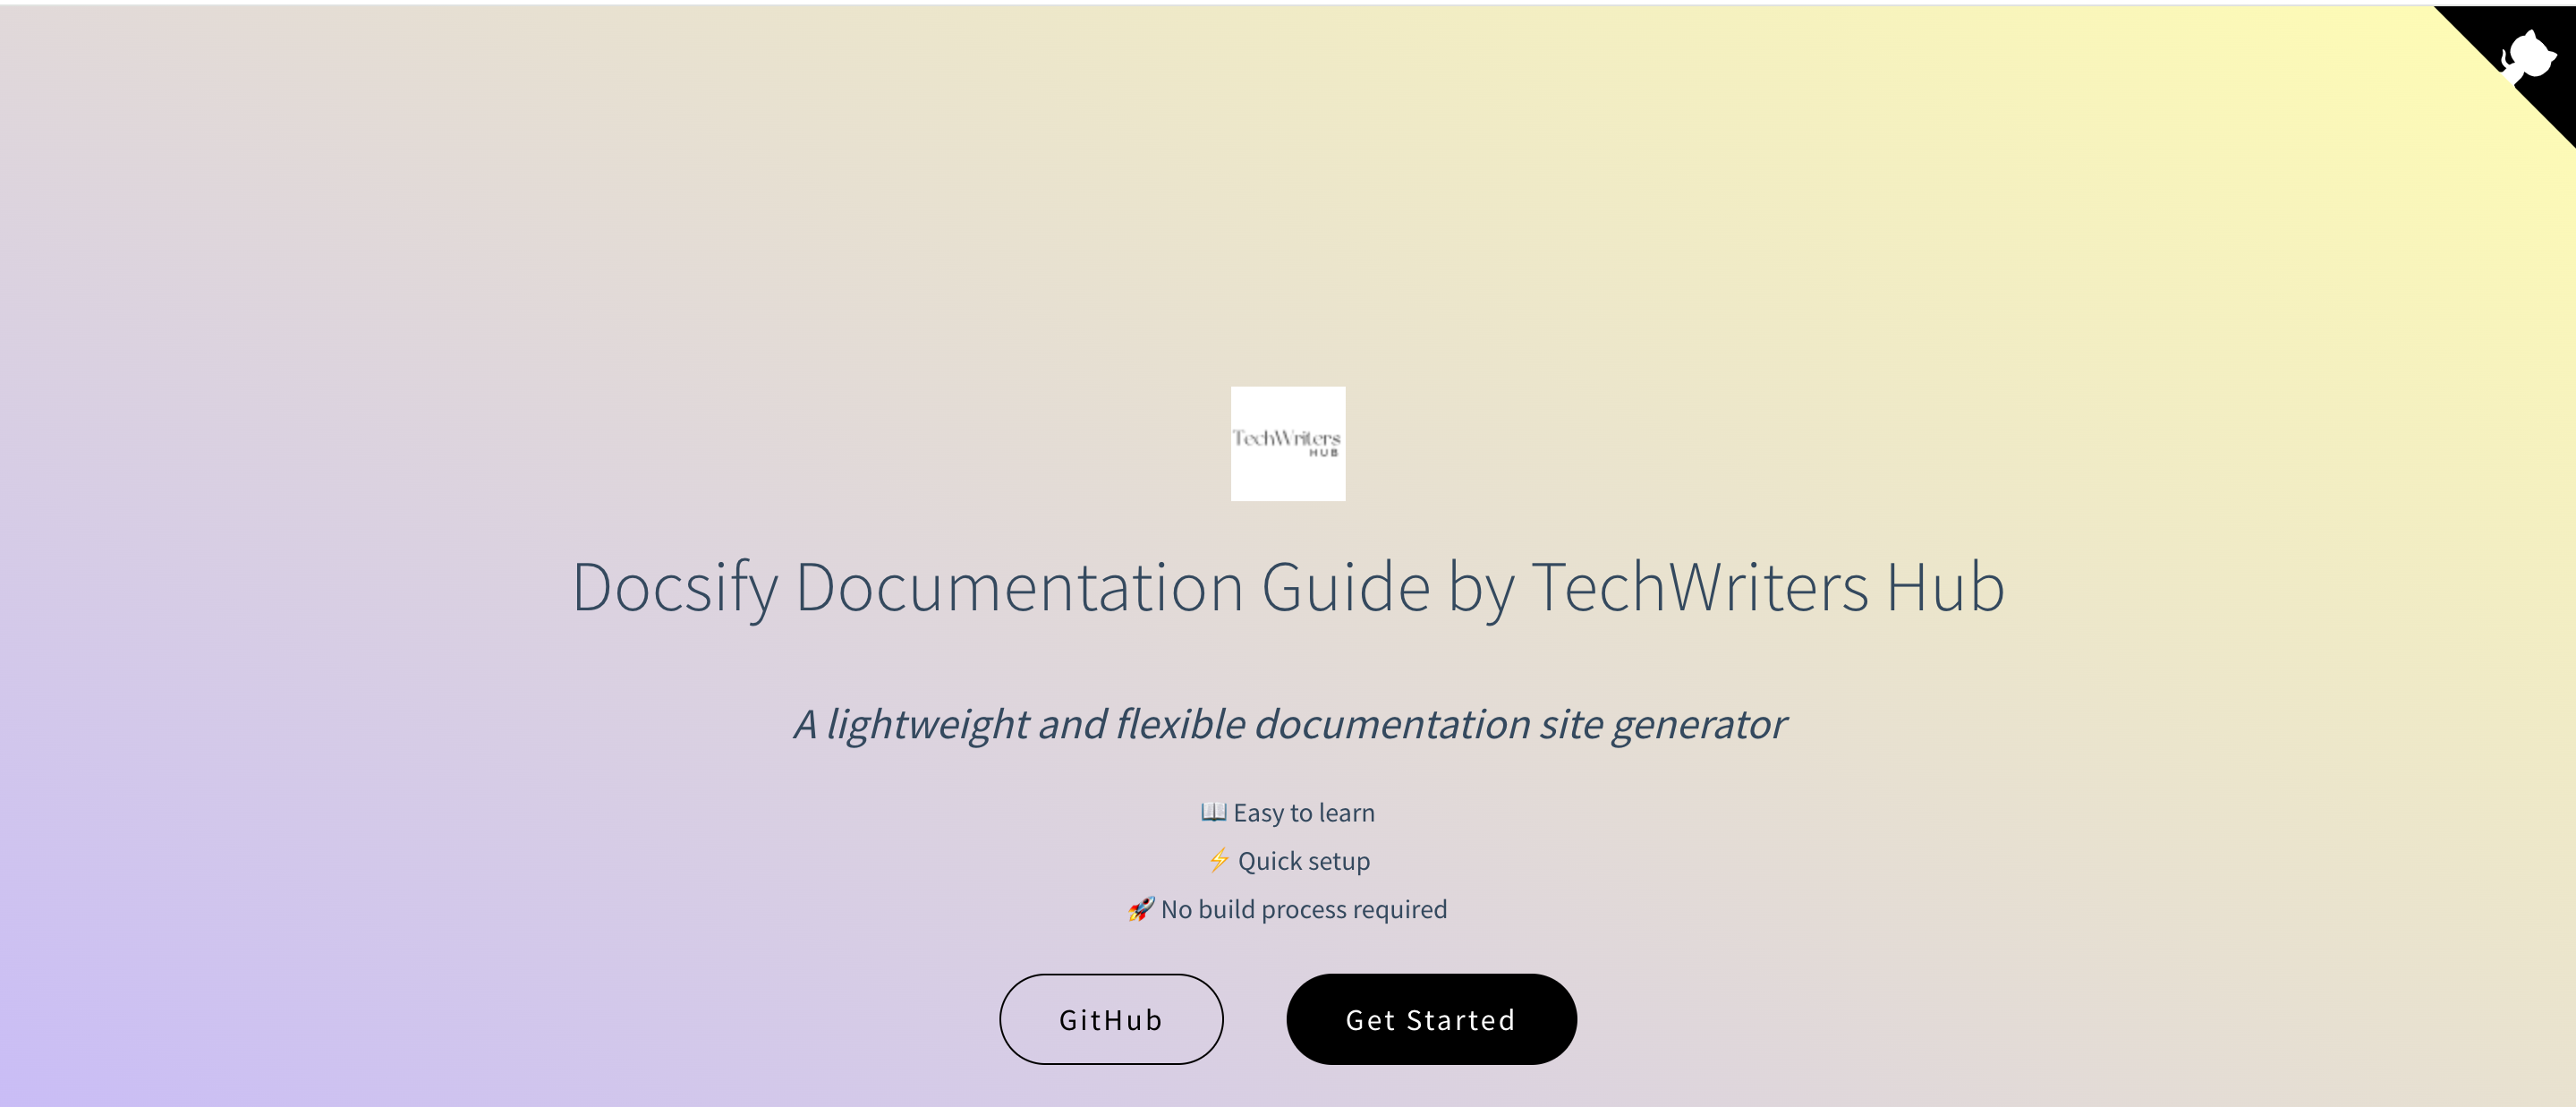 TechWriters
HUB
Docsify Documentation Guide by TechWriters Hub
A lightweight and flexible documentation site generator
📖 Easy to learn
⚡ Quick setup
🚀 No build process required
GitHub
Get Started